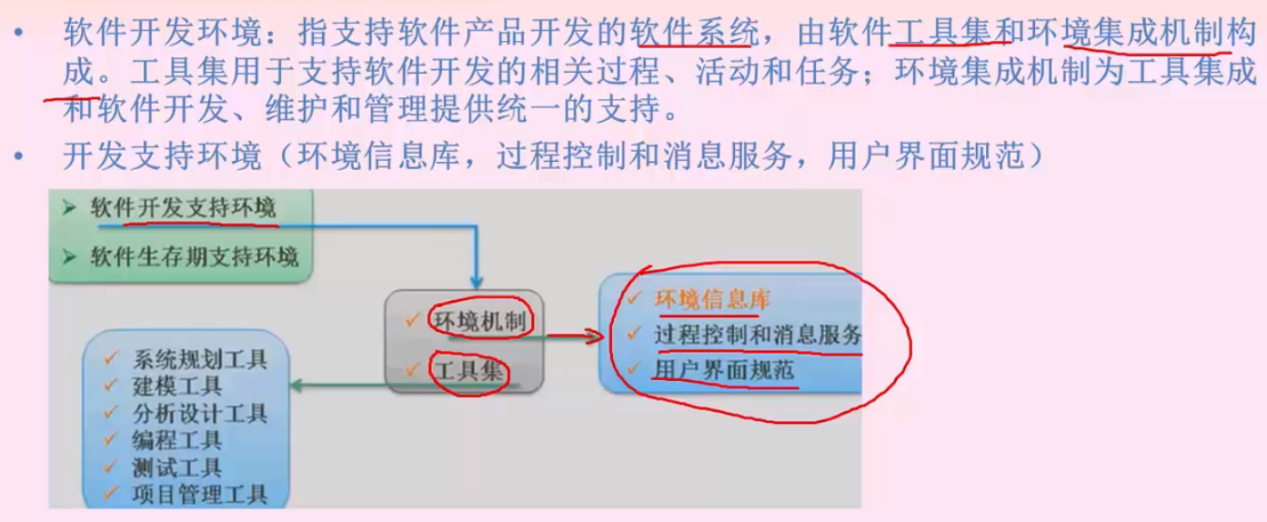 • 软件开发环境：指支持软件产品开发的软件系统，由软件工具集和环境集成机制构
成。工具集用于支持软件开发的相关过程、活动和任务；环境集成机制为工具集成
和软件开发、维护和管理提供统一的支持。
• 开发支持环境（环境信息库，过程控制和消息服务，用户界面规范）
➢ 软件开发支持环境
➢ 软件生存期支持环境
✓ 环境机制
✓ 工具集
✓ 环境信息库
✓ 过程控制和消息服务
✓ 用户界面规范
✓ 系统规划工具
✓ 建模工具
✓ 分析设计工具
✓ 编程工具
✓ 测试工具
✓ 项目管理工具